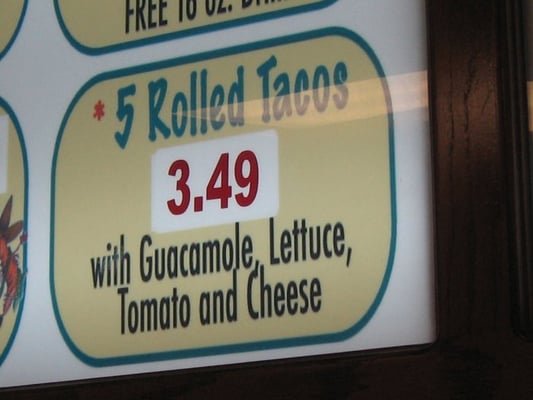 FREE 16 OZ.
* 5 Rolled Tacos
3.49
with Guacamole, Lettuce,
Tomato and Cheese